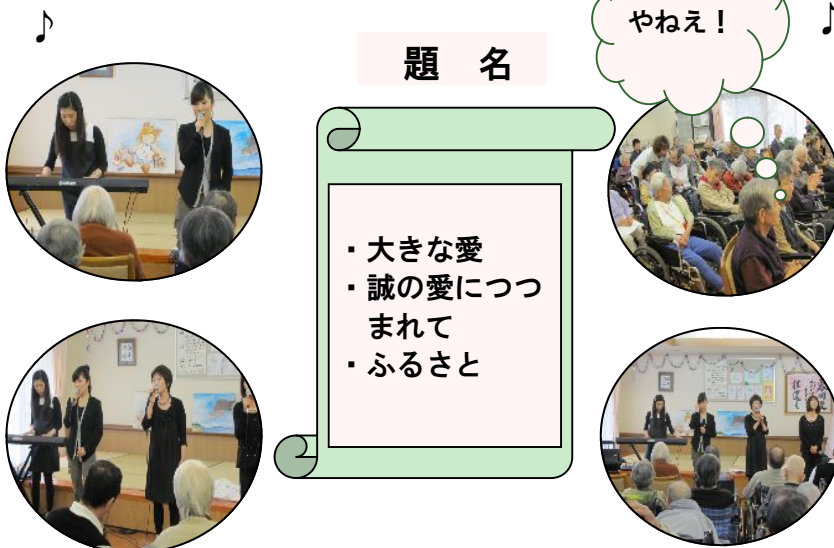 やねえ！
題　名
・大きな愛
・誠の愛につつ
まれて
・ふるさと